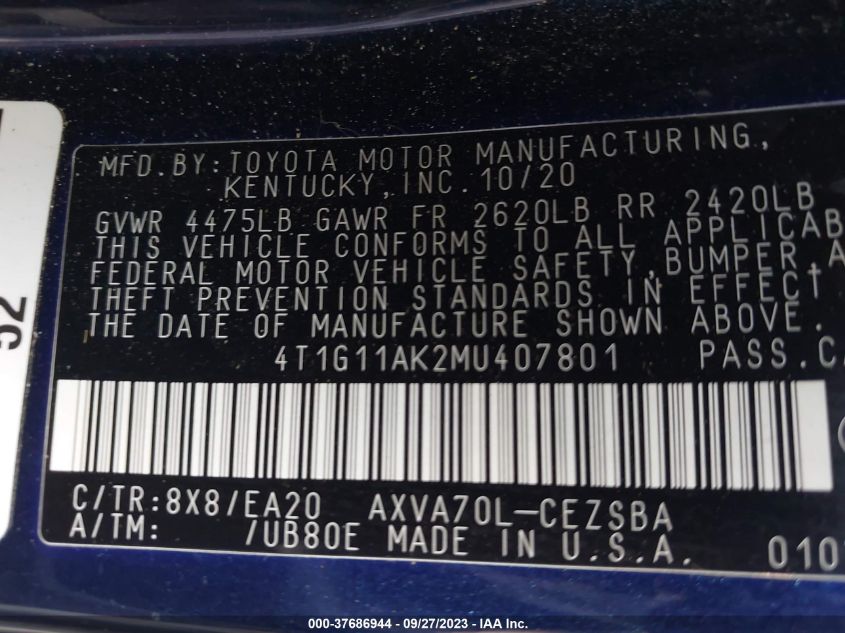 MFD.BY:TOYOTA MOTOR MANUFACTURING,
KENTUCKY,INC.10/20
GVWR 4475LB GAWR FR 2620LB RR 2420LB
THIS VEHICLE CONFORMS TO ALL APPLICAB
FEDERAL MOTOR VEHICLE SAFETY,BUMPER,A
THEFT PREVENTION STANDARDS IN EFFECT
THE DATE OF MANUFACTURE SHOWN ABOVE.
4T1G11AK2MU407801 PASS.C
C/TR:8X8/EA20 AXVA70L-CEZSBA
A/TM: /UB80E MADE IN U.S.A. 010
52
000-37686944 - 09/27/2023 - IAA Inc.